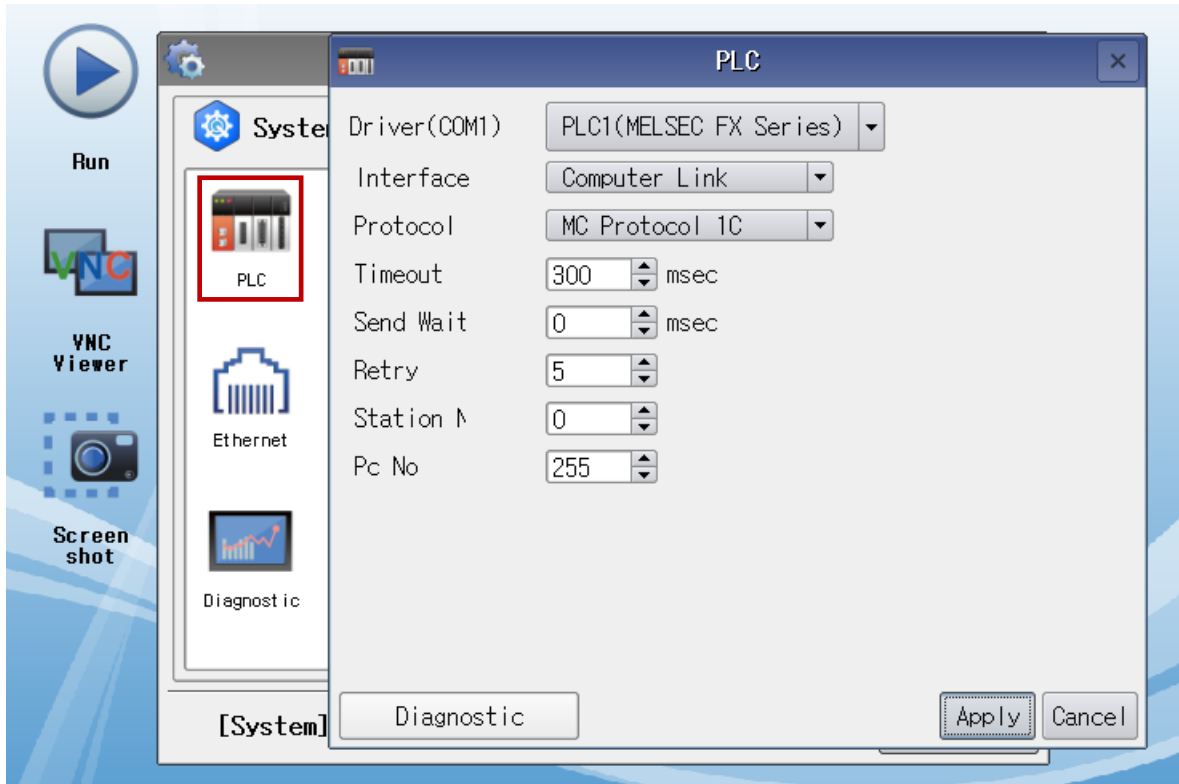 Run
VNC
VNC
Viewer
Screen
shot
System
PLC
Ethernet
Diagnostic
[System]
PLC
Driver(COM1) PLC1(MELSEC FX Series)
Interface Computer Link
Protocol MC Protocol 1C
Timeout 300 msec
Send Wait 0 msec
Retry 5
Station 0
Pc No 255
Diagnostic Apply Cancel